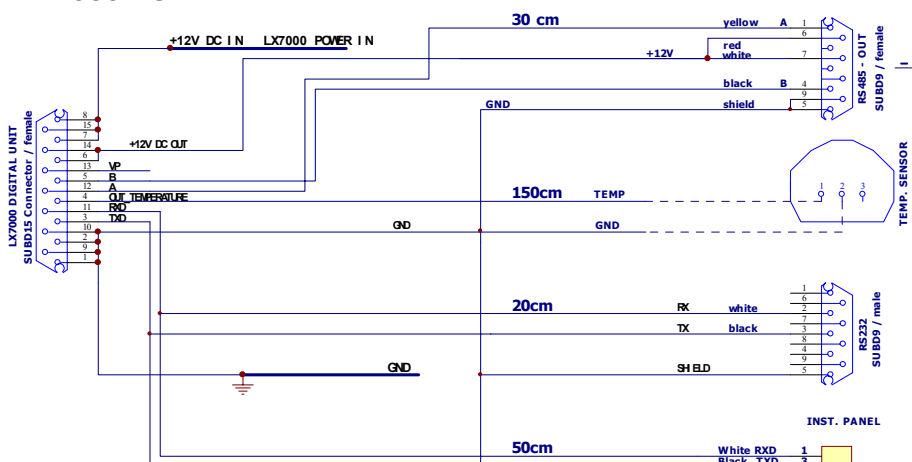 30 cm
yellow A 1
6
+12V DC IN LX7000 POWER IN
red
+12V white 7
8
black B 4
9
GND shield 5
RS485 - OUT
SUBD9 / female
LX7000 DIGITAL UNIT
SUBD15 Connector / female
8
15
7
14 +12V DC OUT
6
13 VP
5 B
12 A
4 OUT_TEMPERATURE
11 RXD
3 TXD
10
2
9
1
150cm TEMP
GND GND
1 2 3
TEMP. SENSOR
1
6
20cm RX white 2
7
TX black 3
8
4
9
GND SHIELD 5
RS232
SUBD9 / male
INST. PANEL
50cm White RXD 1
Black TXD 3